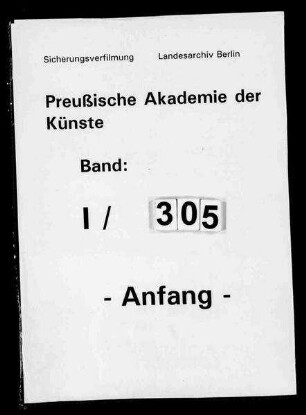 Sicherungsverfilmung Landesarchiv Berlin
Preußische Akademie der
Künste
Band:
I / 305
- Anfang -